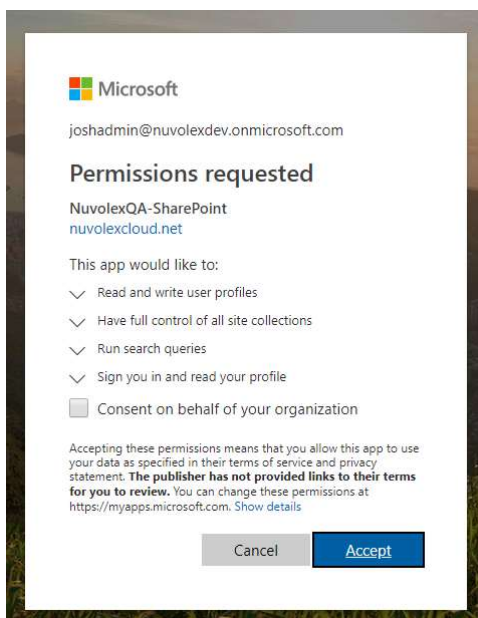 Microsoft
joshadmin@nuvolexdev.onmicrosoft.com
Permissions requested
NuvolexQA-SharePoint
nuvolexcloud.net
This app would like to:
Read and write user profiles
Have full control of all site collections
Run search queries
Sign you in and read your profile
Consent on behalf of your organization
Accepting these permissions means that you allow this app to use
your data as specified in their terms of service and privacy
statement. The publisher has not provided links to their terms
for you to review. You can change these permissions at
https://myapps.microsoft.com. Show details
Cancel
Accept